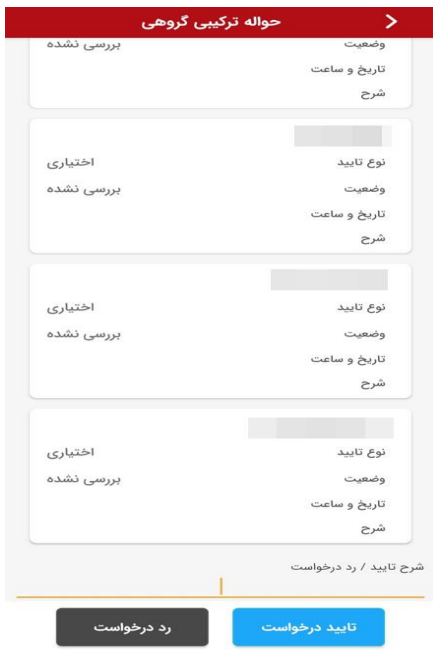 حواله ترکیبی گروهی
وضعیت بررسی نشده
تاریخ و ساعت
شرح
نوع تایید اختیاری
وضعیت بررسی نشده
تاریخ و ساعت
شرح
نوع تایید اختیاری
وضعیت بررسی نشده
تاریخ و ساعت
شرح
نوع تایید اختیاری
وضعیت بررسی نشده
تاریخ و ساعت
شرح
شرح تایید / رد درخواست
تایید درخواست رد درخواست